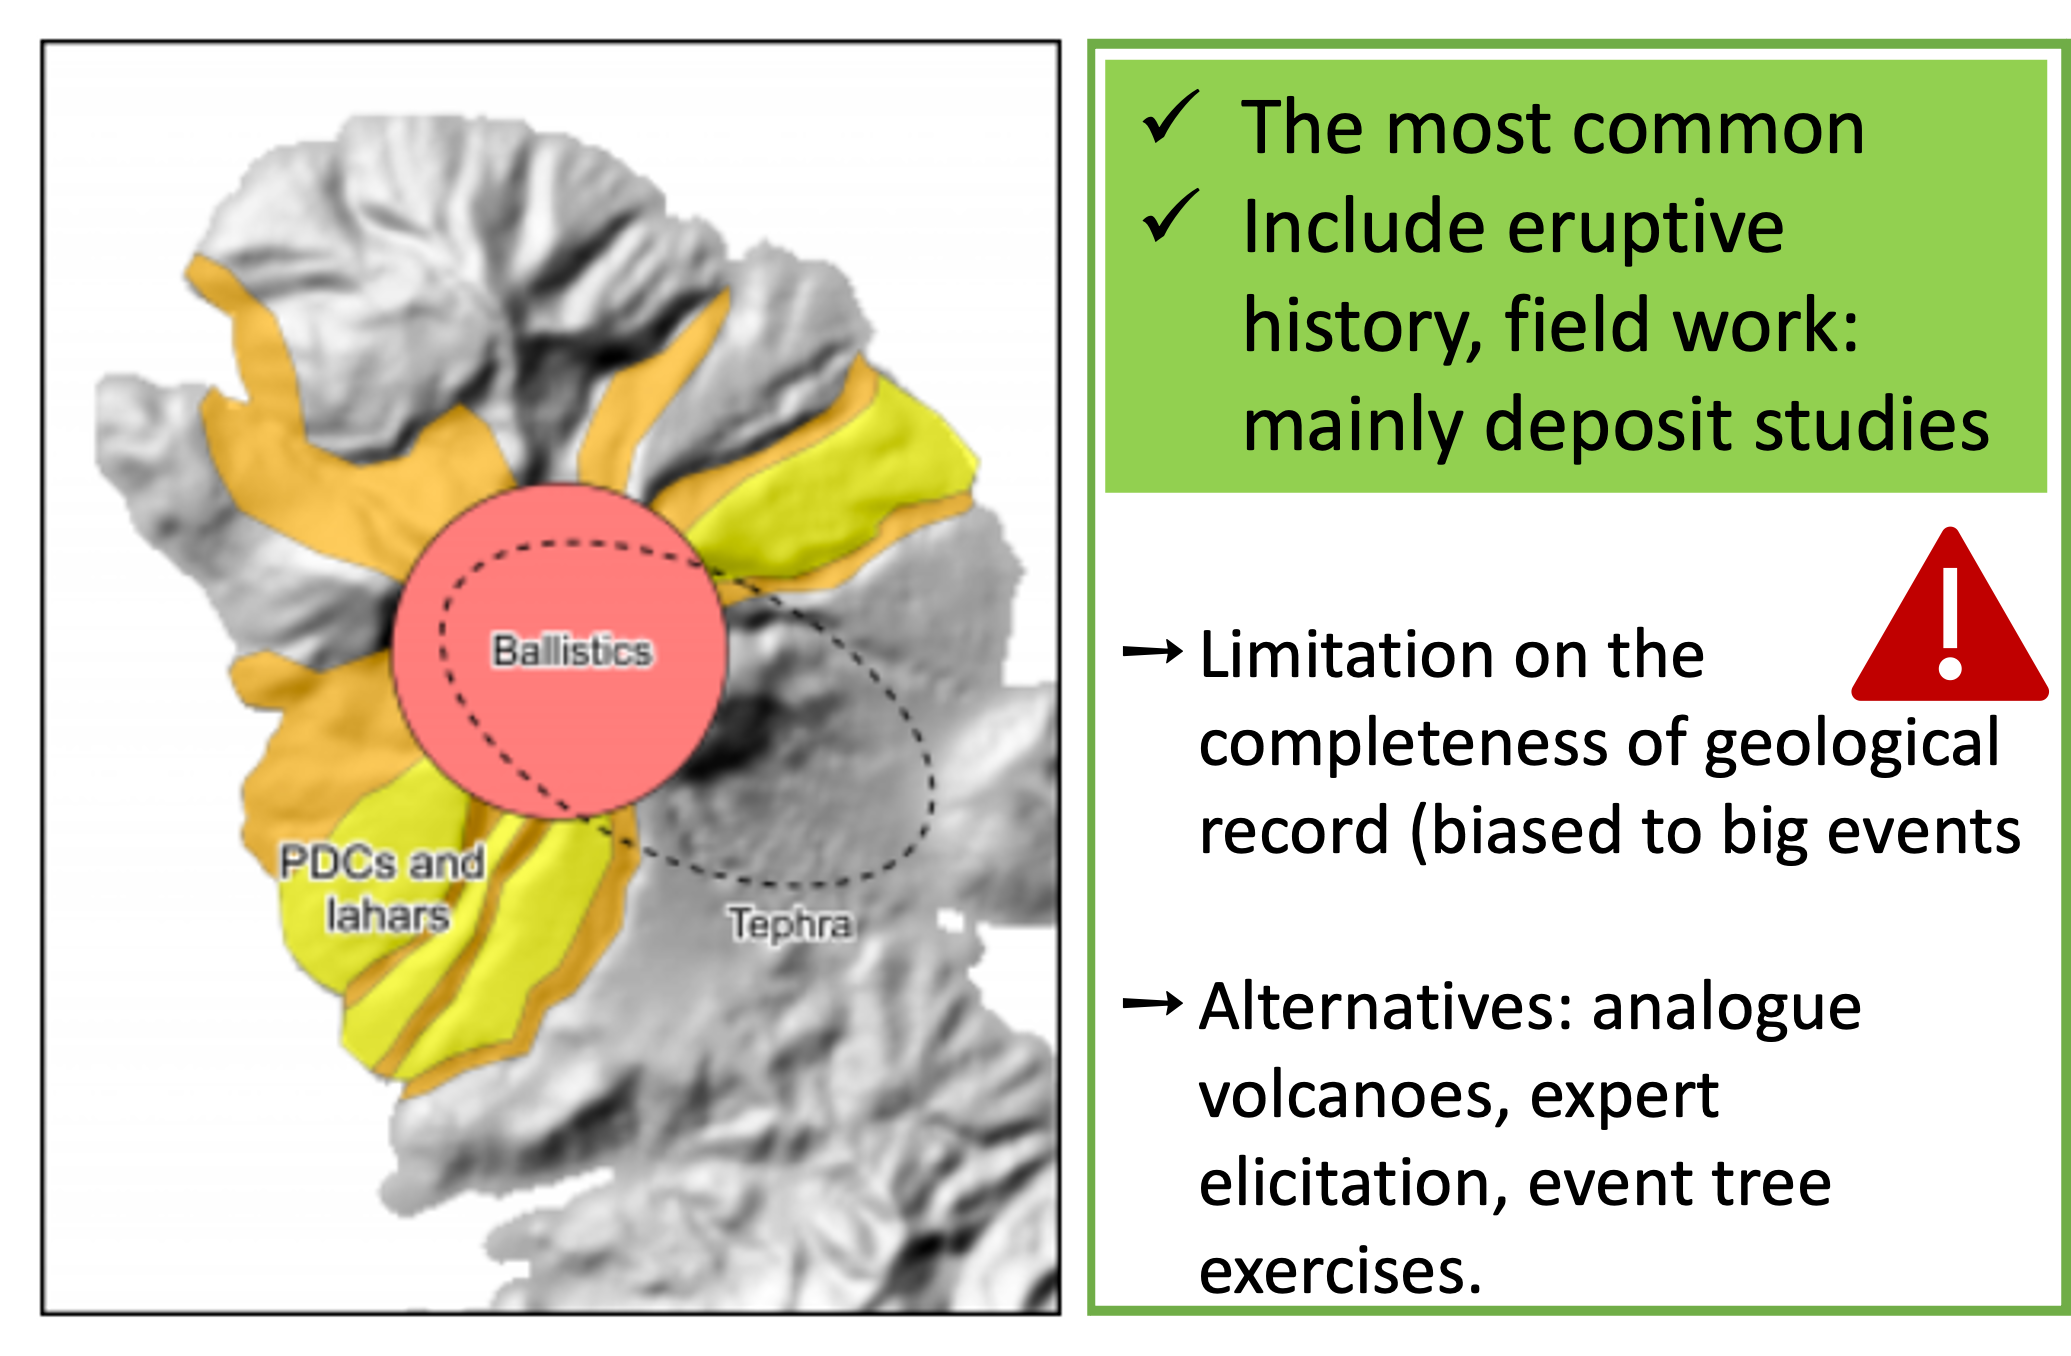 Ballistics
PDCs and
lahars
Tephra
✓ The most common
✓ Include eruptive
history, field work:
mainly deposit studies
→ Limitation on the
completeness of geological
record (biased to big events
→ Alternatives: analogue
volcanoes, expert
elicitation, event tree
exercises.